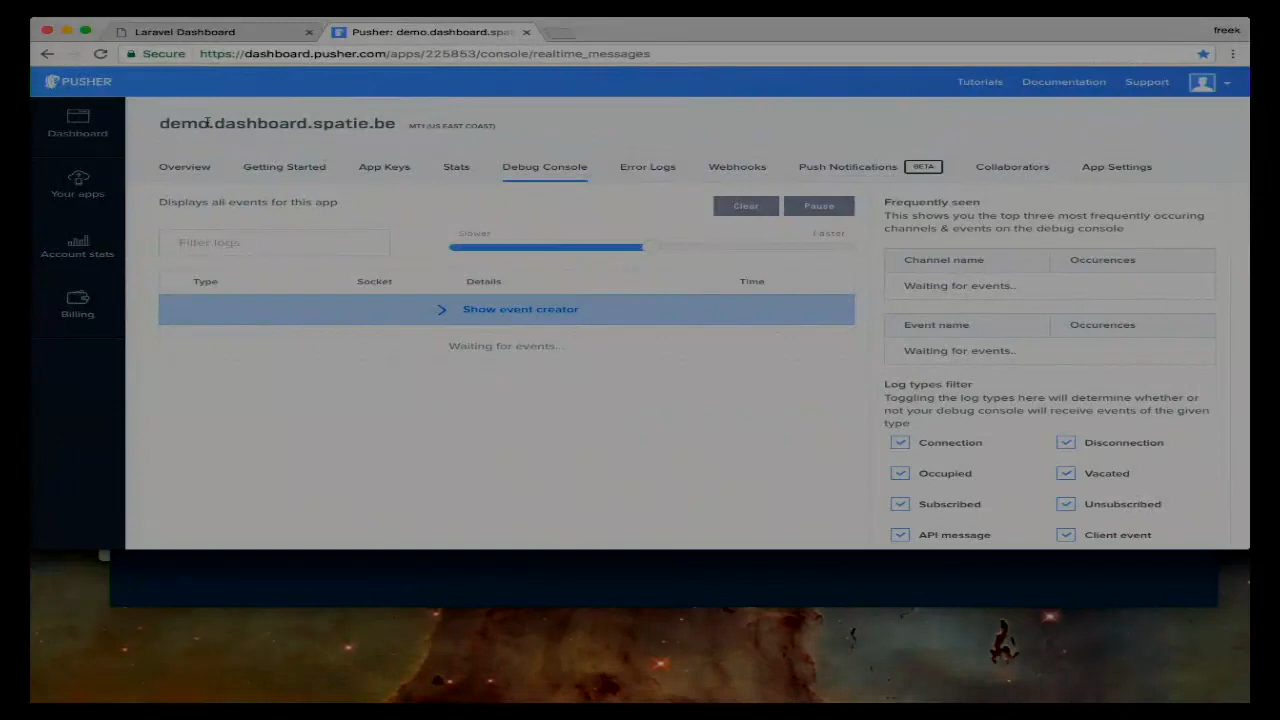 Laravel Dashboard
Pusher: demo.dashboard.spa
freek
Secure https://dashboard.pusher.com/apps/225853/console/realtime_messages
PUSHER
Tutorials Documentation Support
Dashboard
Your apps
Account stats
Billing
demo.dashboard.spatie.be MT1 (US EAST COAST)
Overview Getting Started App Keys Stats Debug Console Error Logs Webhooks Push Notifications BETA Collaborators App Settings
Displays all events for this app
Clear Pause
Filter logs
Slower Faster
Type Socket Details Time
Show event creator
Waiting for events...
Frequently seen
This shows you the top three most frequently occuring
channels & events on the debug console
Channel name Occurences
Waiting for events..
Event name Occurences
Waiting for events..
Log types filter
Toggling the log types here will determine whether or
not your debug console will receive events of the given
type
Connection Disconnection
Occupied Vacated
Subscribed Unsubscribed
API message Client event